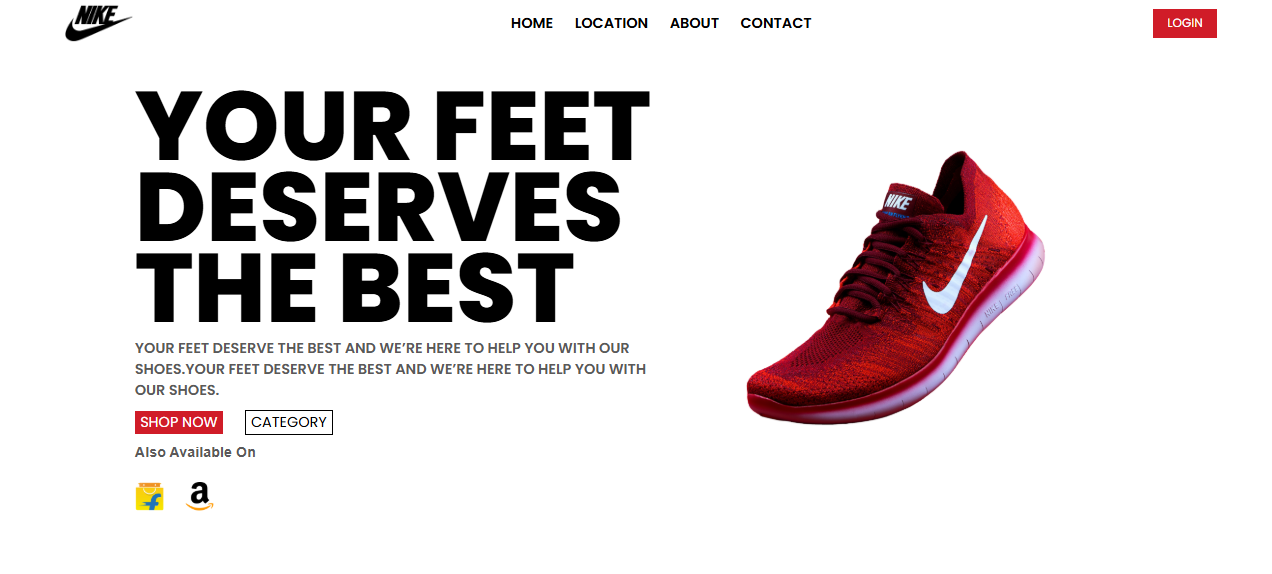 NIKE
HOME LOCATION ABOUT CONTACT
LOGIN
YOUR FEET
DESERVES
THE BEST
YOUR FEET DESERVE THE BEST AND WE’RE HERE TO HELP YOU WITH OUR
SHOES.YOUR FEET DESERVE THE BEST AND WE’RE HERE TO HELP YOU WITH
OUR SHOES.
SHOP NOW CATEGORY
Also Available On
f
a
NIKE
NIKE FREE